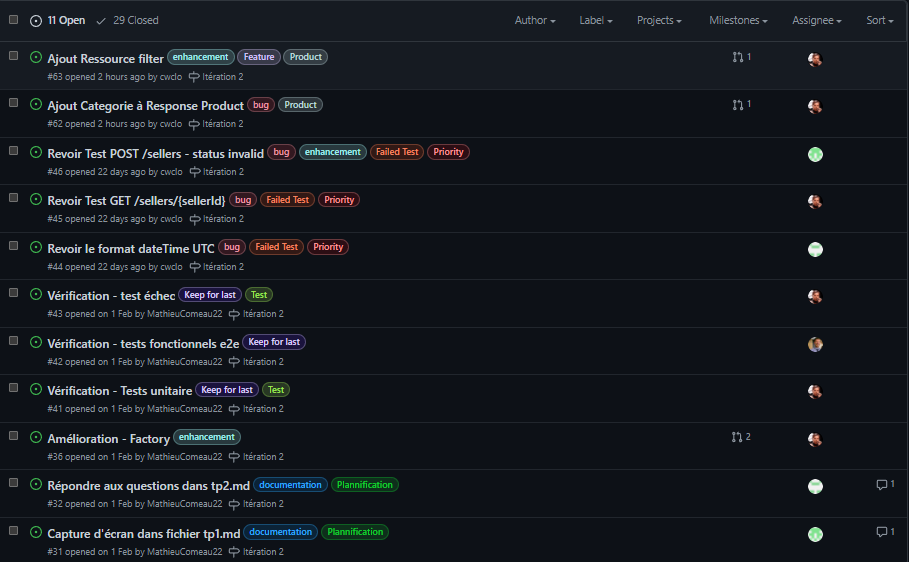 11 Open 29 Closed Author Label Projects Milestones Assignee Sort
Ajout Ressource filter enhancement Feature Product 1
#63 opened 2 hours ago by cwclo Itération 2
Ajout Categorie à Response Product bug Product 1
#62 opened 2 hours ago by cwclo Itération 2
Revoir Test POST /sellers - status invalid bug enhancement Failed Test Priority
#46 opened 22 days ago by cwclo Itération 2
Revoir Test GET /sellers/{sellerId} bug Failed Test Priority
#45 opened 22 days ago by cwclo Itération 2
Revoir le format dateTime UTC bug Failed Test Priority
#44 opened 22 days ago by cwclo Itération 2
Vérification - test échec Keep for last Test
#43 opened on 1 Feb by MathieuComeau22 Itération 2
Vérification - tests fonctionnels e2e Keep for last
#42 opened on 1 Feb by MathieuComeau22 Itération 2
Vérification - Tests unitaire Keep for last Test
#41 opened on 1 Feb by MathieuComeau22 Itération 2
Amélioration - Factory enhancement 2
#36 opened on 1 Feb by MathieuComeau22 Itération 2
Répondre aux questions dans tp2.md documentation Plannification 1
#32 opened on 1 Feb by MathieuComeau22 Itération 2
Capture d'écran dans fichier tp1.md documentation Plannification 1
#31 opened on 1 Feb by MathieuComeau22 Itération 2